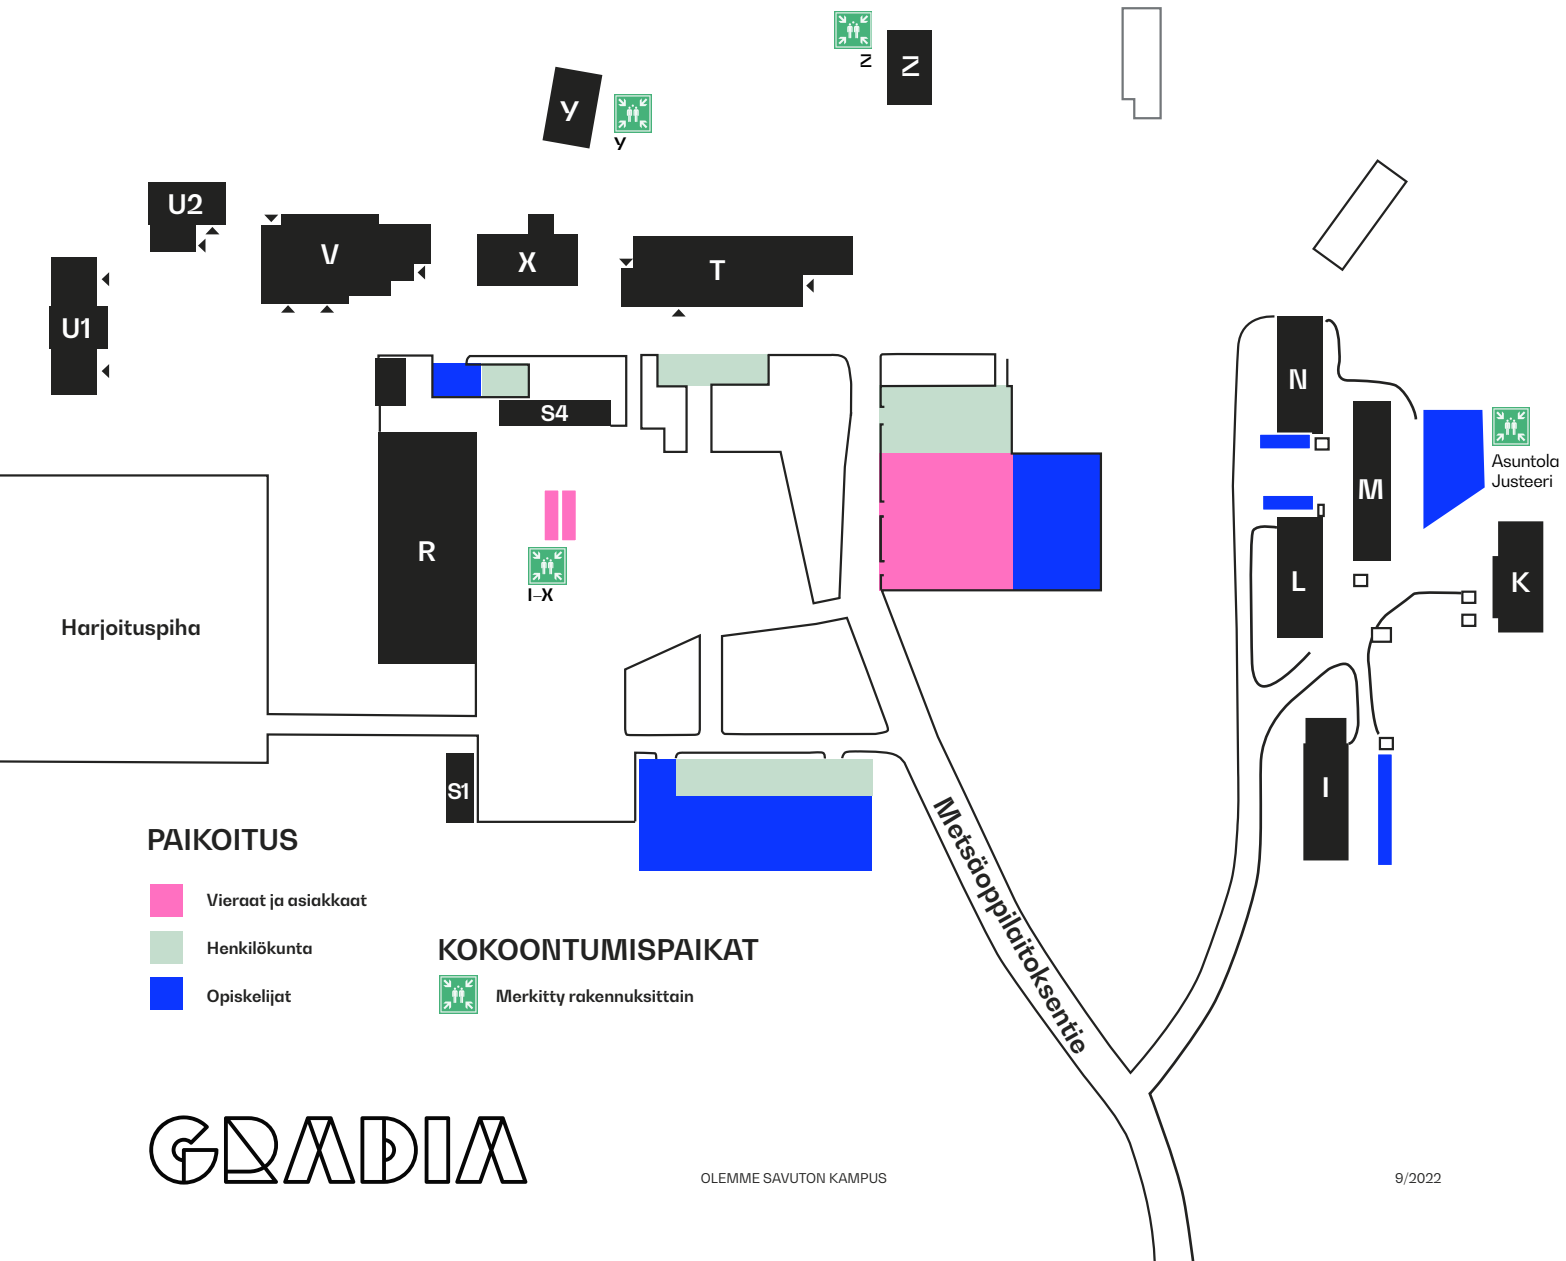 Z
Z
Y
Y
U2
V
X
T
U1
S4
R
I–X
Harjoituspiha
S1
N
M
Asuntola
Justeeri
L
K
I
Metsäoppilaitoksentie
PAIKOITUS
Vieraat ja asiakkaat
Henkilökunta
Opiskelijat
KOKOONTUMISPAIKAT
Merkitty rakennuksittain
GRADIA
OLEMME SAVUTON KAMPUS
9/2022